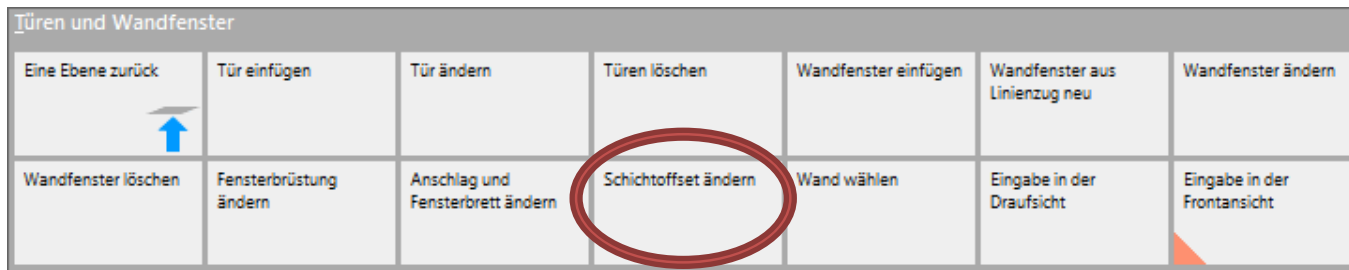 Türen und Wandfenster
Eine Ebene zurück
Tür einfügen
Tür ändern
Türen löschen
Wandfenster einfügen
Wandfenster aus
Linienzug neu
Wandfenster ändern
Wandfenster löschen
Fensterbrüstung
ändern
Anschlag und
Fensterbrett ändern
Schichtoffset ändern
Wand wählen
Eingabe in der
Draufsicht
Eingabe in der
Frontansicht